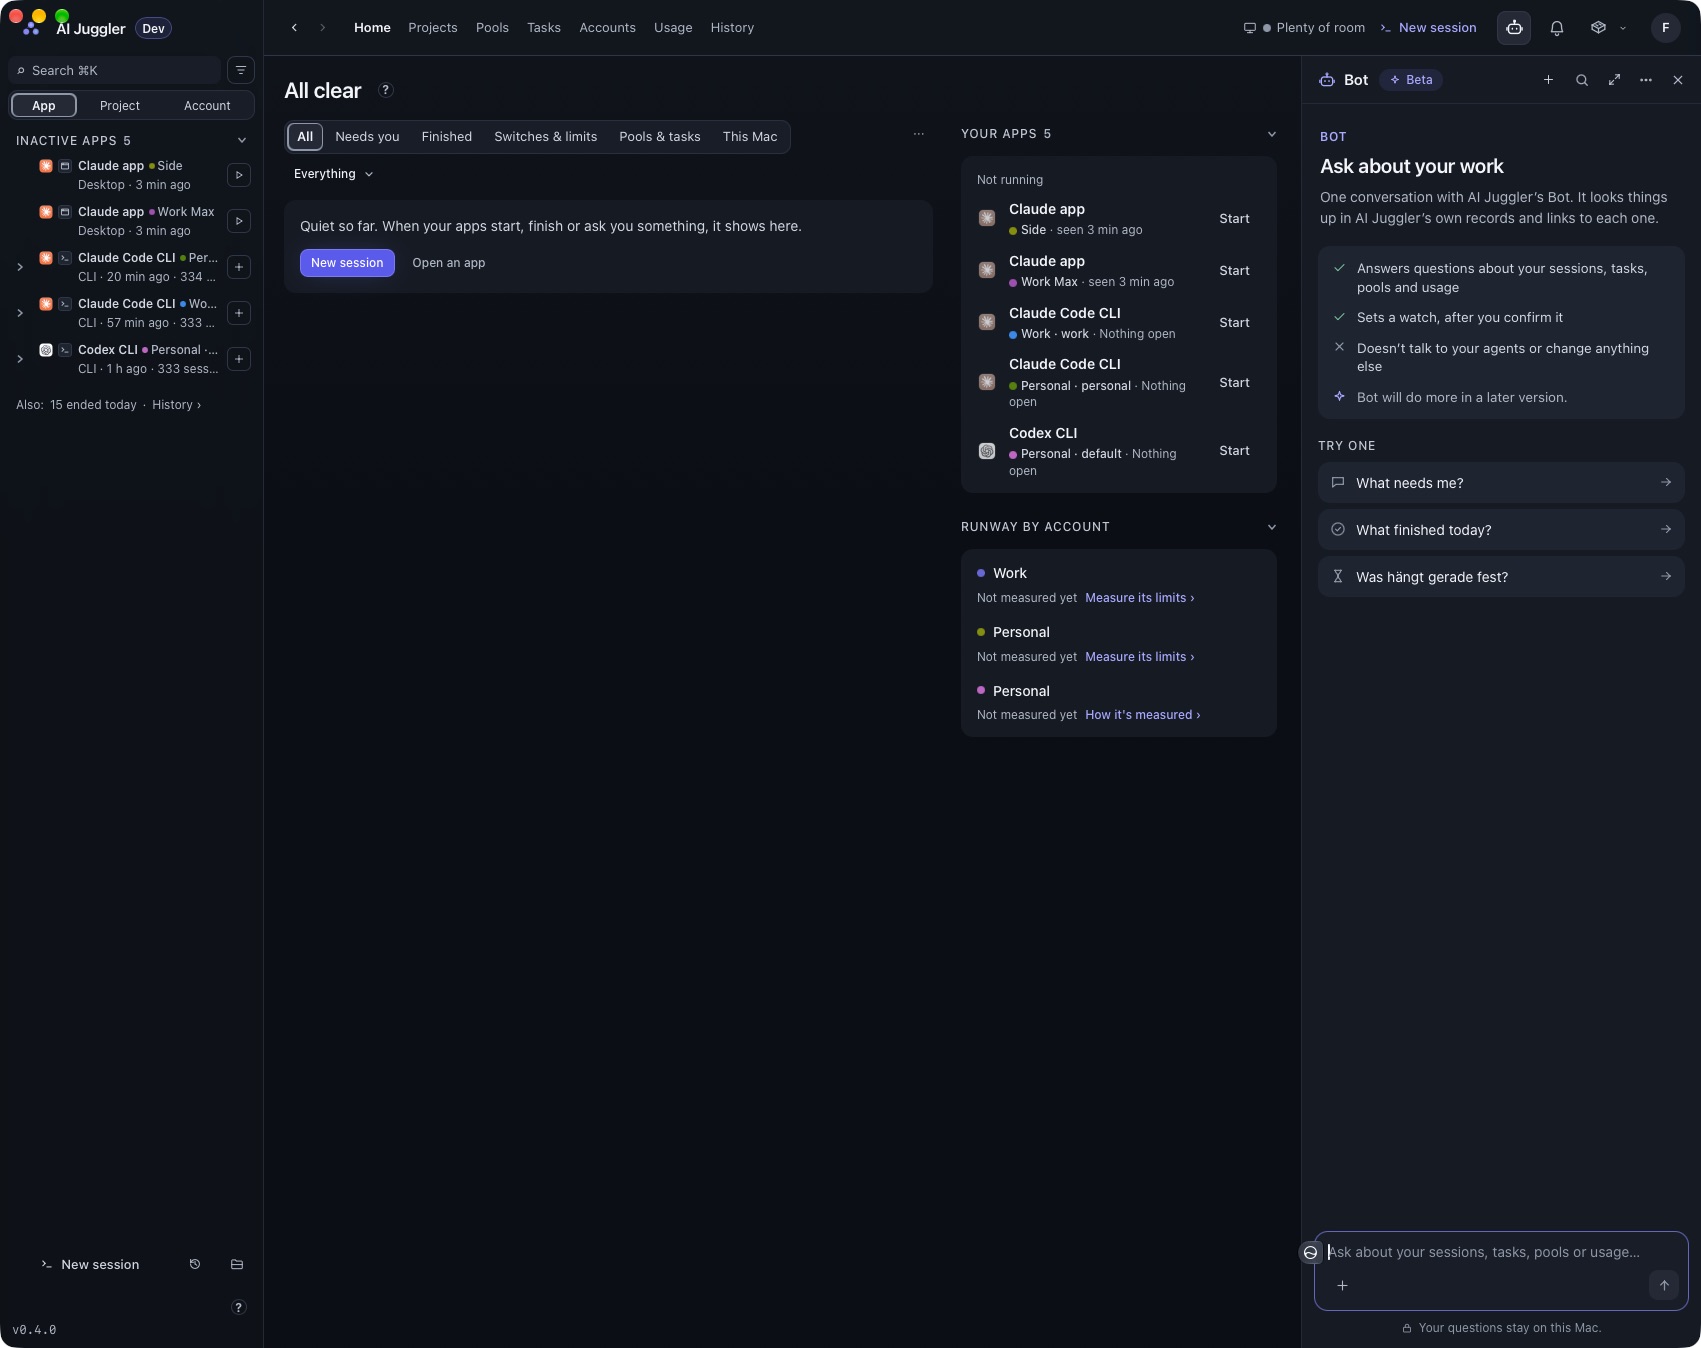 AI Juggler Dev
Search ⌘K
App Project Account
INACTIVE APPS 5
Claude app Side
Desktop · 3 min ago
Claude app Work Max
Desktop · 3 min ago
Claude Code CLI Per...
CLI · 20 min ago · 334 ...
Claude Code CLI Wo...
CLI · 57 min ago · 333 ...
Codex CLI Personal ·...
CLI · 1 h ago · 333 sess...
Also: 15 ended today · History ›
New session
?
v0.4.0
Home Projects Pools Tasks Accounts Usage History
Plenty of room New session F
All clear ?
All Needs you Finished Switches & limits Pools & tasks This Mac ...
Everything
Quiet so far. When your apps start, finish or ask you something, it shows here.
New session Open an app
YOUR APPS 5
Not running
Claude app
Side · seen 3 min ago
Start
Claude app
Work Max · seen 3 min ago
Start
Claude Code CLI
Work · work · Nothing open
Start
Claude Code CLI
Personal · personal · Nothing
open
Start
Codex CLI
Personal · default · Nothing
open
Start
RUNWAY BY ACCOUNT
Work
Not measured yet Measure its limits ›
Personal
Not measured yet Measure its limits ›
Personal
Not measured yet How it's measured ›
Bot Beta
BOT
Ask about your work
One conversation with AI Juggler's Bot. It looks things
up in AI Juggler's own records and links to each one.
Answers questions about your sessions, tasks,
pools and usage
Sets a watch, after you confirm it
Doesn't talk to your agents or change anything
else
Bot will do more in a later version.
TRY ONE
What needs me?
What finished today?
Was hängt gerade fest?
Ask about your sessions, tasks, pools or usage...
Your questions stay on this Mac.